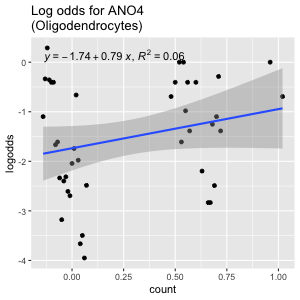 Log odds for ANO4
(Oligodendrocytes)
y = −1.74 + 0.79 x, R² = 0.06
logodds
0
-1
-2
-3
-4
0.00 0.25 0.50 0.75 1.00
count